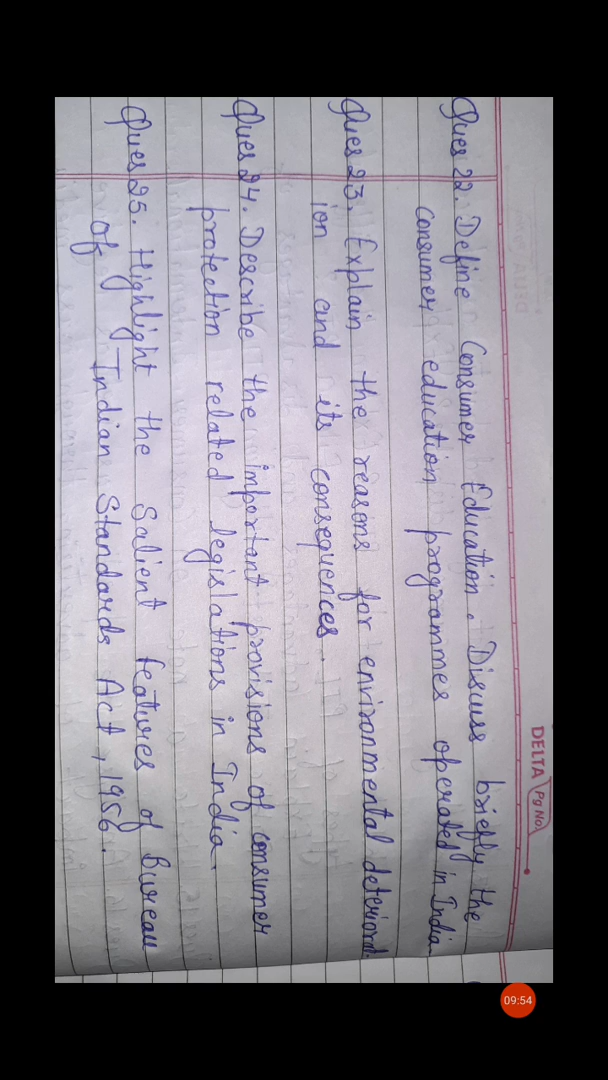 DELTA Pg No.
Ques 22. Define Consumer Education. Discuss briefly the
consumer education programmes operated in India
Ques 23. Explain the reasons for environmental deteriorat-
ion and its consequences.
Ques 24. Describe the important provisions of consumer
protection related legislations in India.
Ques 25. Highlight the Salient features of Bureau
of Indian Standards Act, 1956.
09:54